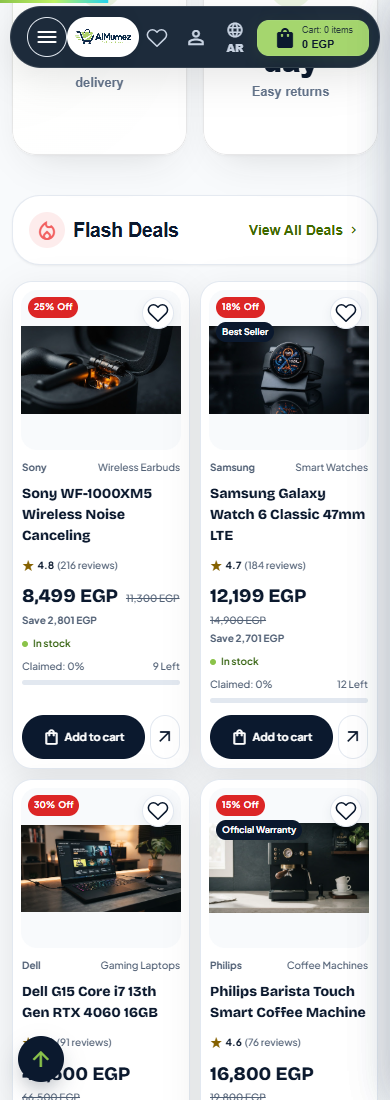 AlMumez
AR
Cart: 0 items
0 EGP
delivery
day
Easy returns
Flash Deals
View All Deals
25% Off
Sony
Wireless Earbuds
Sony WF-1000XM5
Wireless Noise
Canceling
4.8 (216 reviews)
8,499 EGP 11,300 EGP
Save 2,801 EGP
In stock
Claimed: 0%
9 Left
Add to cart
18% Off
Best Seller
Samsung
Smart Watches
Samsung Galaxy
Watch 6 Classic 47mm
LTE
4.7 (184 reviews)
12,199 EGP
14,900 EGP
Save 2,701 EGP
In stock
Claimed: 0%
12 Left
Add to cart
30% Off
Dell
Gaming Laptops
Dell G15 Core i7 13th
Gen RTX 4060 16GB
(91 reviews)
EGP
66,500 EGP
15% Off
Official Warranty
Philips
Coffee Machines
Philips Barista Touch
Smart Coffee Machine
4.6 (76 reviews)
16,800 EGP
19,800 EGP